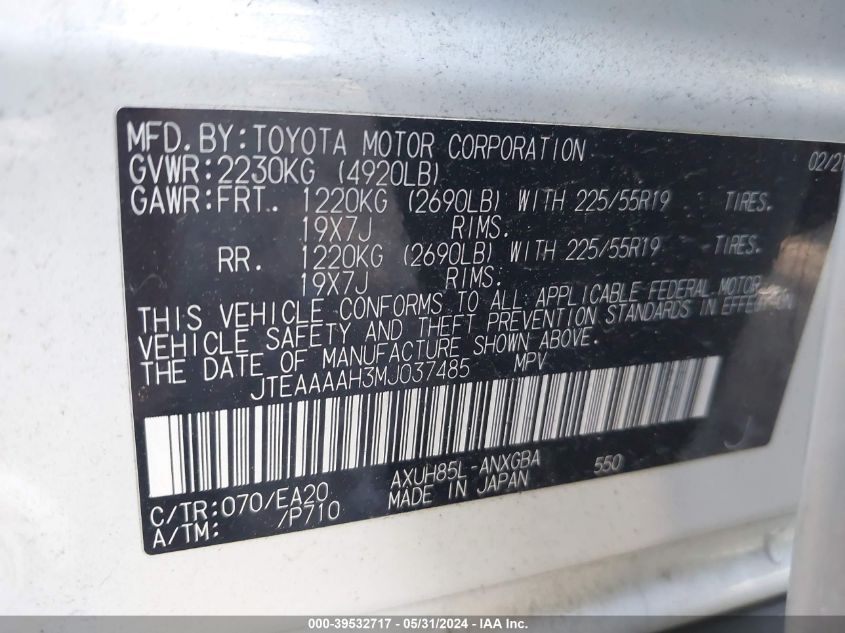 MFD.BY:TOYOTA MOTOR CORPORATION 02/21
GVWR:2230KG (4920LB)
GAWR:FRT. 1220KG (2690LB) WITH 225/55R19 TIRES.
19X7J RIMS.
RR. 1220KG (2690LB) WITH 225/55R19 TIRES.
19X7J RIMS.
THIS VEHICLE CONFORMS TO ALL APPLICABLE FEDERAL MOTOR
VEHICLE SAFETY AND THEFT PREVENTION STANDARDS IN EFFECT ON
THE DATE OF MANUFACTURE SHOWN ABOVE.
JTEAAAAH3MJ037485 MPV
J
AXUH85L-ANXGBA 550
C/TR:070/EA20 MADE IN JAPAN
A/TM: /P710
000-39532717 - 05/31/2024 - IAA Inc.